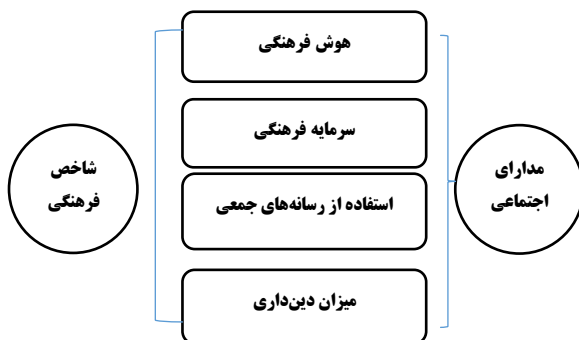 هوش فرهنگی
سرمایه فرهنگی
مدارای
اجتماعی
استفاده از رسانه‌های جمعی
شاخص
فرهنگی
میزان دین‌داری